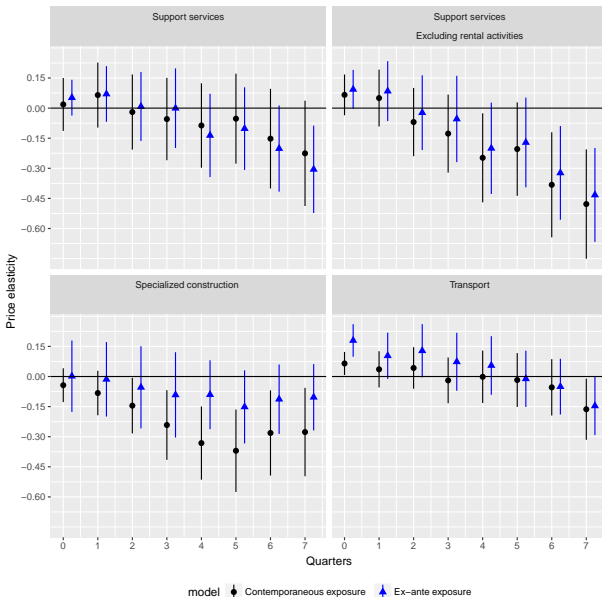 Support services
Support services
Excluding rental activities
0.15
0.00
−0.15
−0.30
−0.45
−0.60
Specialized construction
Transport
0.15
0.00
−0.15
−0.30
−0.45
−0.60
0 1 2 3 4 5 6 7
0 1 2 3 4 5 6 7
Price elasticity
Quarters
model Contemporaneous exposure Ex−ante exposure